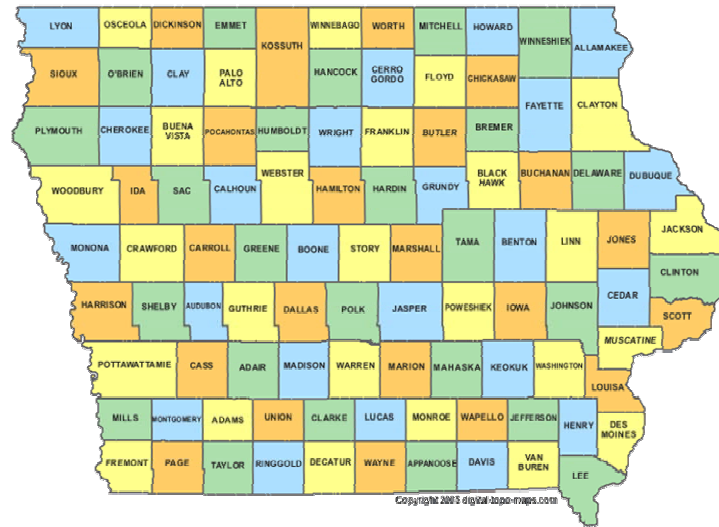 LYON
OSCEOLA
DICKINSON
EMMET
KOSSUTH
WINNEBAGO
WORTH
MITCHELL
HOWARD
WINNESHIEK
ALLAMAKEE
SIOUX
O'BRIEN
CLAY
PALO
ALTO
HANCOCK
CERRO
GORDO
FLOYD
CHICKASAW
FAYETTE
CLAYTON
PLYMOUTH
CHEROKEE
BUENA
VISTA
POCAHONTAS
HUMBOLDT
WRIGHT
FRANKLIN
BUTLER
BREMER
WOODBURY
IDA
SAC
CALHOUN
WEBSTER
HAMILTON
HARDIN
GRUNDY
BLACK
HAWK
BUCHANAN
DELAWARE
DUBUQUE
MONONA
CRAWFORD
CARROLL
GREENE
BOONE
STORY
MARSHALL
TAMA
BENTON
LINN
JONES
JACKSON
CLINTON
HARRISON
SHELBY
AUDUBON
GUTHRIE
DALLAS
POLK
JASPER
POWESHIEK
IOWA
JOHNSON
CEDAR
SCOTT
MUSCATINE
POTTAWATTAMIE
CASS
ADAIR
MADISON
WARREN
MARION
MAHASKA
KEOKUK
WASHINGTON
LOUISA
MILLS
MONTGOMERY
ADAMS
UNION
CLARKE
LUCAS
MONROE
WAPELLO
JEFFERSON
HENRY
DES
MOINES
FREMONT
PAGE
TAYLOR
RINGGOLD
DECATUR
WAYNE
APPANOOSE
DAVIS
VAN
BUREN
LEE
Copyright digital-topo-maps.com